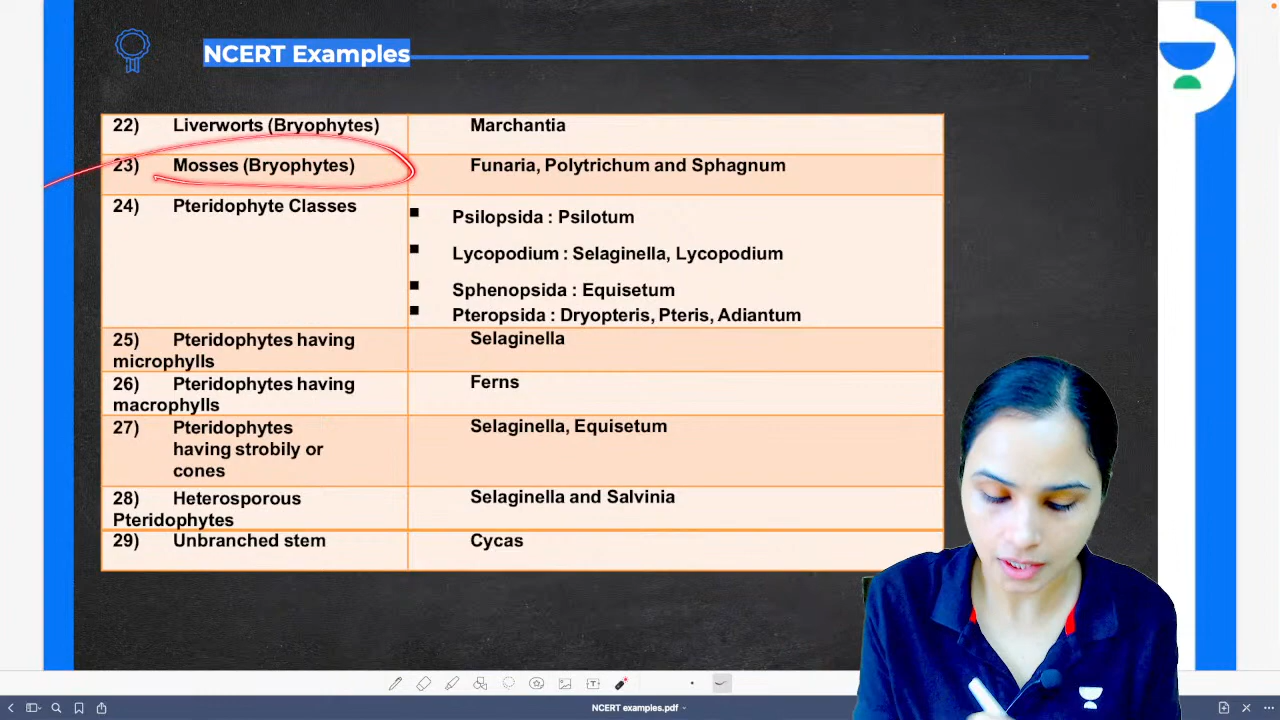 NCERT Examples
22) Liverworts (Bryophytes) Marchantia
23) Mosses (Bryophytes) Funaria, Polytrichum and Sphagnum
24) Pteridophyte Classes
Psilopsida : Psilotum
Lycopodium : Selaginella, Lycopodium
Sphenopsida : Equisetum
Pteropsida : Dryopteris, Pteris, Adiantum
25) Pteridophytes having
microphylls
Selaginella
26) Pteridophytes having
macrophylls
Ferns
27) Pteridophytes
having strobily or
cones
Selaginella, Equisetum
28) Heterosporous
Pteridophytes
Selaginella and Salvinia
29) Unbranched stem Cycas
NCERT examples.pdf